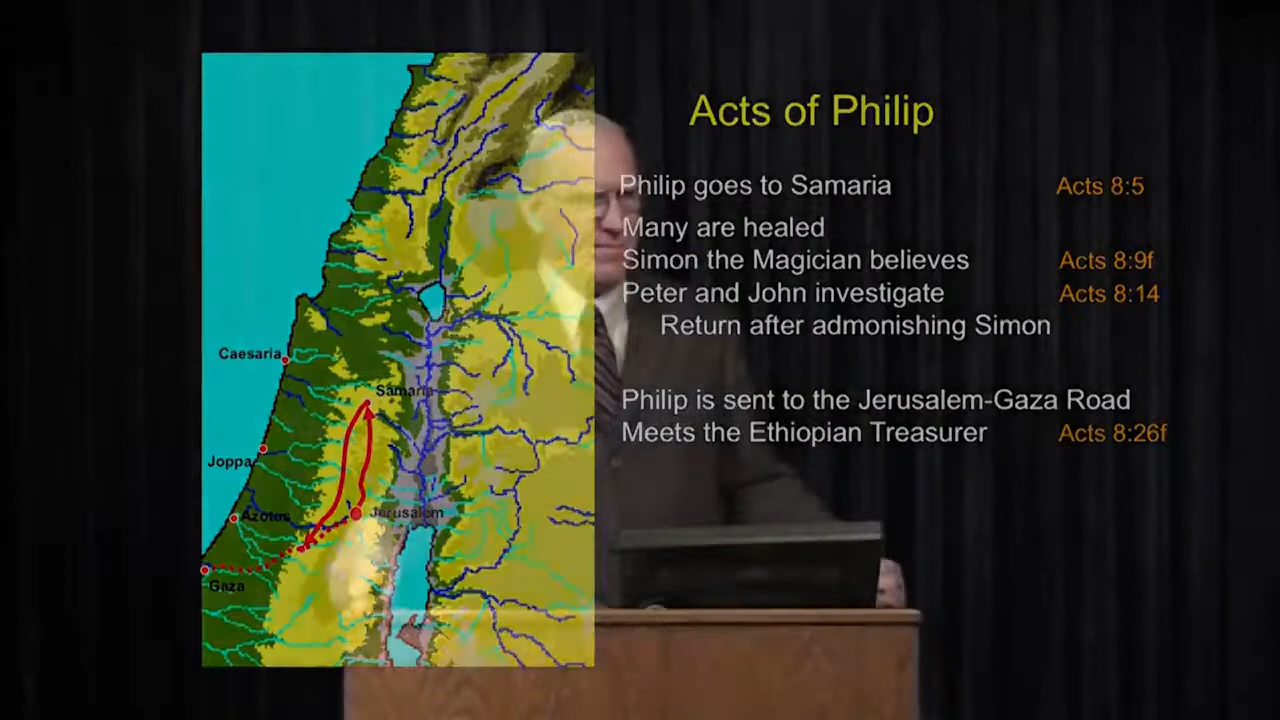 Acts of Philip
Philip goes to Samaria Acts 8:5
Many are healed
Simon the Magician believes Acts 8:9f
Peter and John investigate Acts 8:14
Return after admonishing Simon
Philip is sent to the Jerusalem-Gaza Road
Meets the Ethiopian Treasurer Acts 8:26f
Caesaria
Samaria
Joppa
Azotus
Jerusalem
Gaza